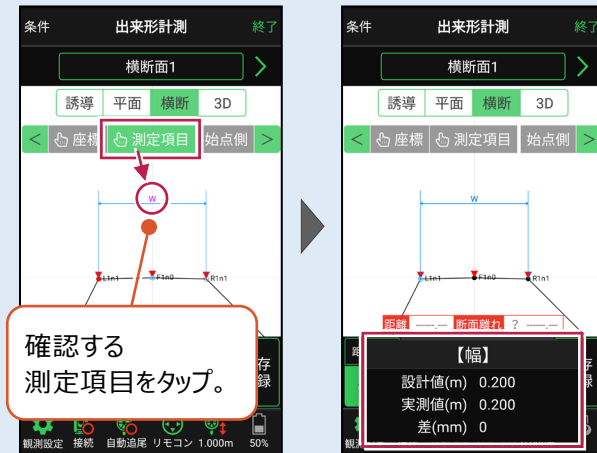 条件 出来形計測 終了
横断面1 >
誘導 平面 横断 3D
< 座標 測定項目 始点側 >
W
L1n1 F1n0 R1n1
確認する
測定項目をタップ。
存
録
観測設定 接続 自動追尾 リモコン 1.000m 50%
条件 出来形計測 終了
横断面1 >
誘導 平面 横断 3D
< 座標 測定項目 始点側 >
W
L1n1 F1n0 R1n1
距離 ---.-- 断面離れ ? ---.--
【幅】
設計値(m) 0.200
実測値(m) 0.200
差(mm) 0